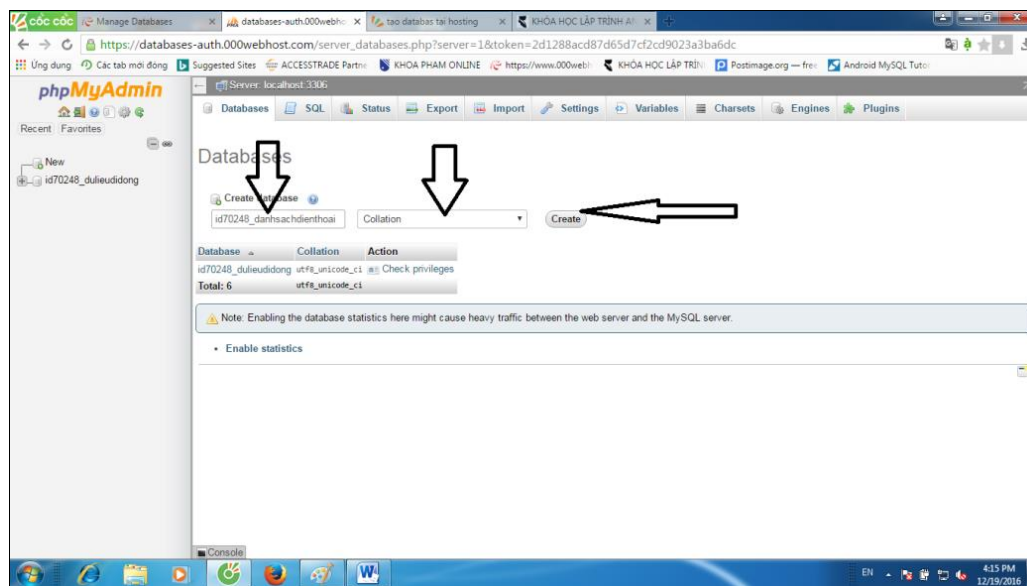 cốc cốc Manage Databases databases-auth.000webho tao databas tai hosting KHÓA HỌC LẬP TRÌNH AN
https://databases-auth.000webhost.com/server_databases.php?server=1&token=2d1288acd87d65d7cf2cd9023a3ba6dc
Ứng dụng Các tab mới đóng Suggested Sites ACCESSTRADE Partne KHOA PHAM ONLINE https://www.000webh KHÓA HỌC LẬP TRÌN Postimage.org — free Android MySQL Tuto
phpMyAdmin
Recent Favorites
New
id70248_dulieudidong
Server: localhost:3306
Databases SQL Status Export Import Settings Variables Charsets Engines Plugins
Databases
Create database
id70248_danhsachdienthoai Collation Create
Database Collation Action
id70248_dulieudidong utf8_unicode_ci Check privileges
Total: 6 utf8_unicode_ci
Note: Enabling the database statistics here might cause heavy traffic between the web server and the MySQL server.
• Enable statistics
Console
EN 4:15 PM
12/19/2016